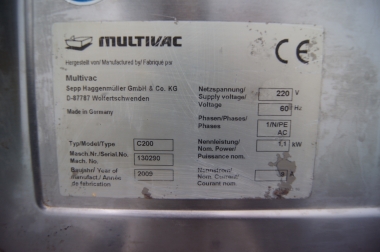 MULTIVAC
CE
Hergestellt von/Manufactured by/Fabrique par
Multivac
Sepp Haggenmüller GmbH & Co. KG
D-87787 Wolfertschwenden
Made in Germany
Typ/Model/Type C200
Masch.Nr./Serial.No.
Mach. No. 130280
Baujahr/ Year of
manufact./ Année 2009
de fabrication
Netzspannung/
Supply voltage/ 220 V
Voltage 60 Hz
Phasen/Phases/ 1/N/PE
Phases AC
Nennleistung/ 1,1 kW
Nom. Power/
Puissance nom.
Nennstrom/
Nom. Current/ A
Courant nom.